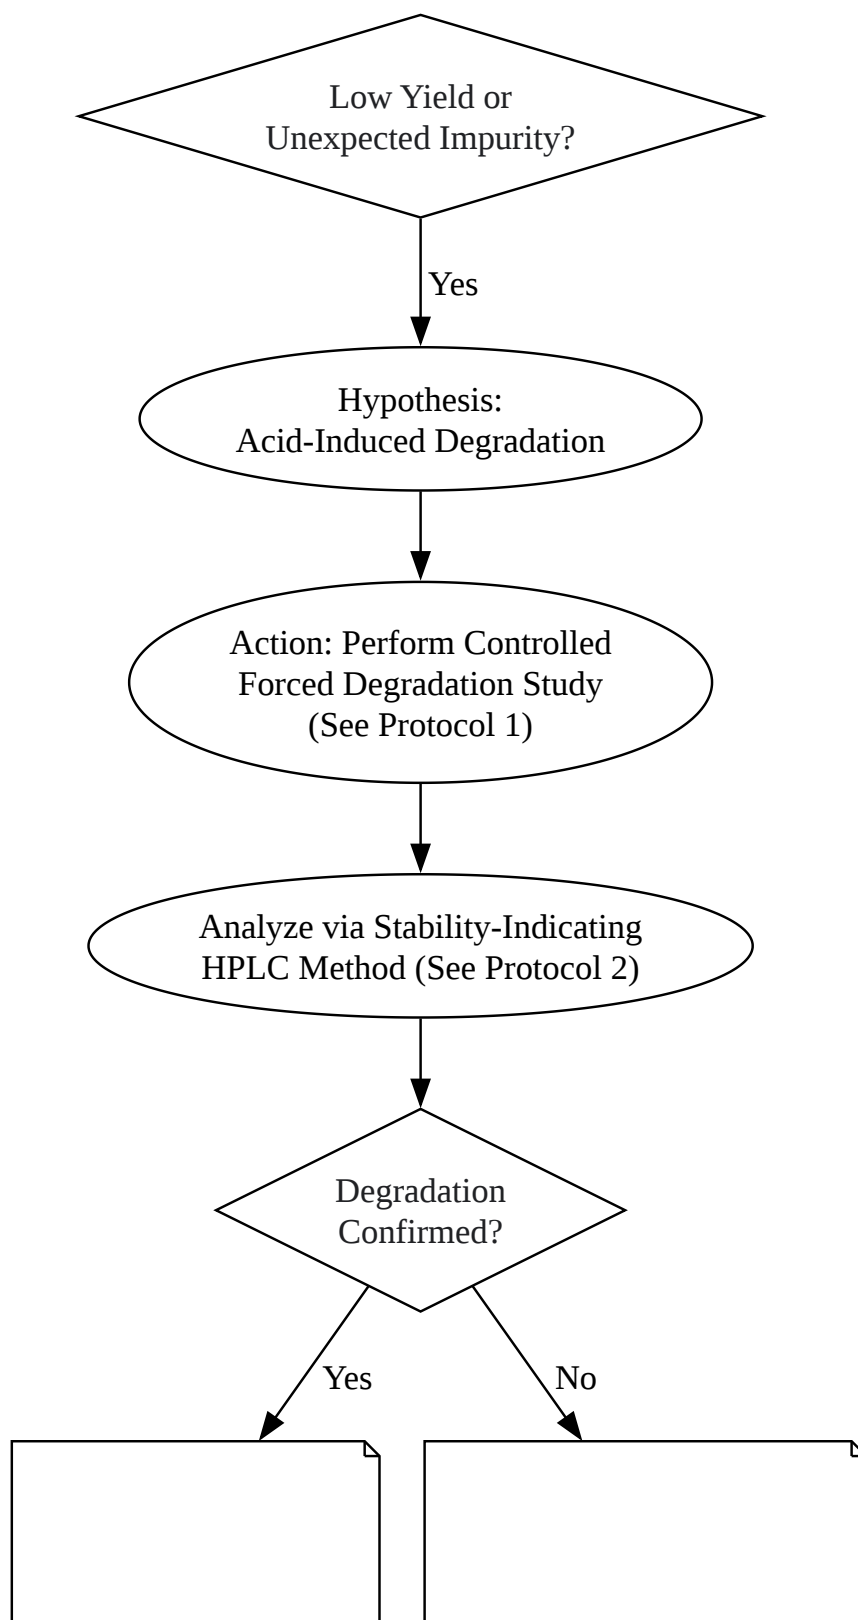 Low Yield or
Unexpected Impurity?
Yes
Hypothesis:
Acid-Induced Degradation
Action: Perform Controlled
Forced Degradation Study
(See Protocol 1)
Analyze via Stability-Indicating
HPLC Method (See Protocol 2)
Degradation
Confirmed?
Yes
No